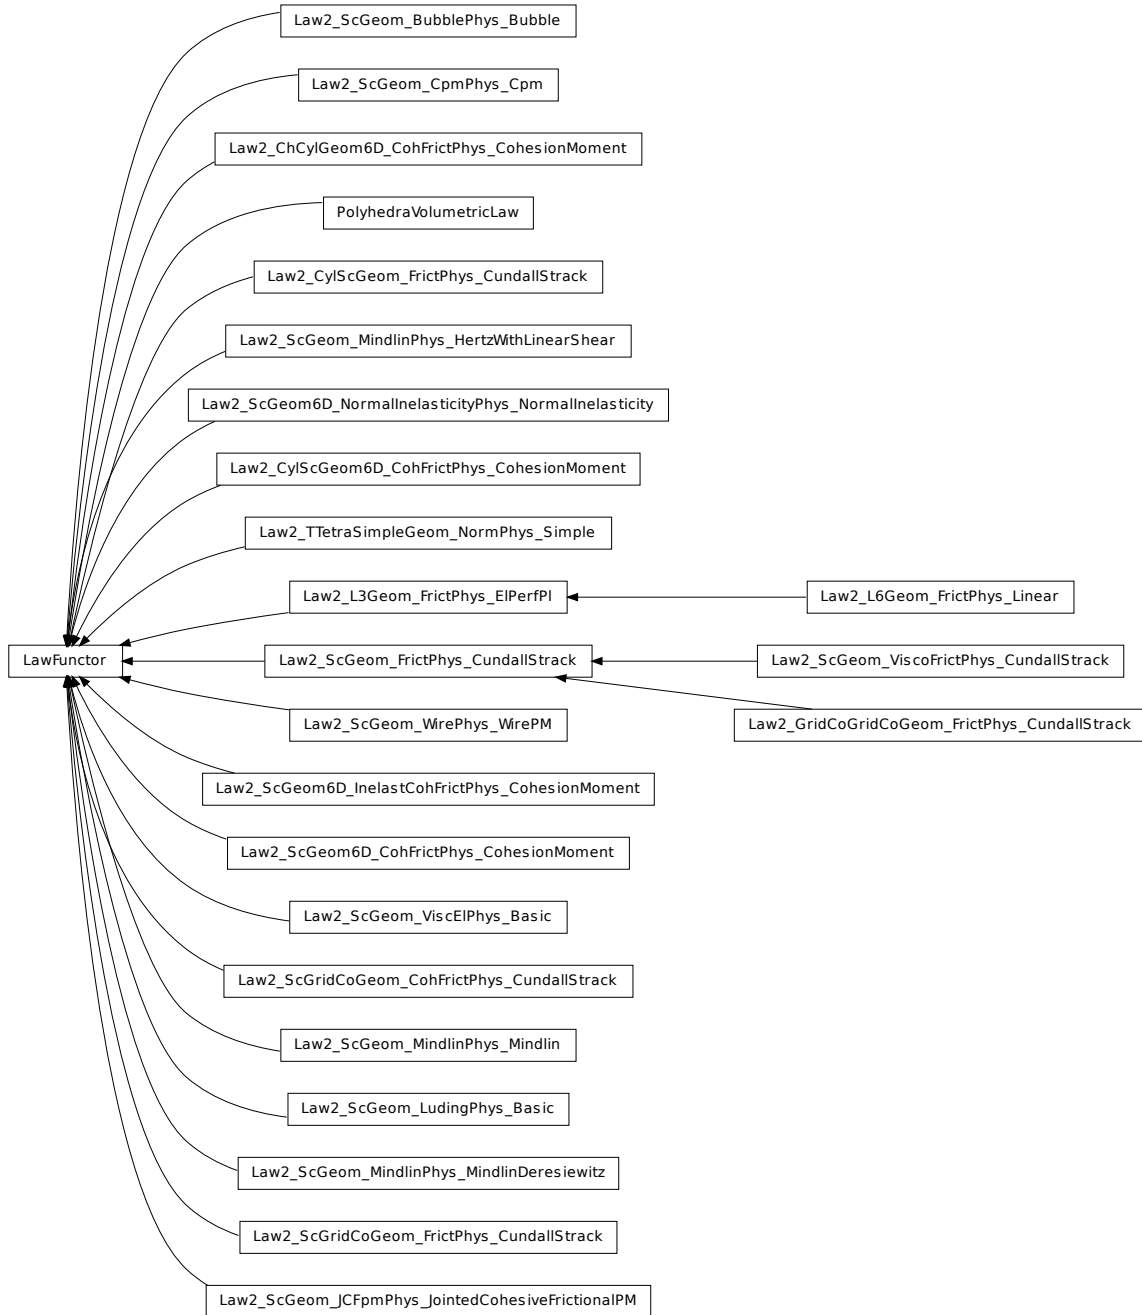 Law2_ScGeom_BubblePhys_Bubble
Law2_ScGeom_CpmPhys_Cpm
Law2_ChCylGeom6D_CohFrictPhys_CohesionMoment
PolyhedraVolumetricLaw
Law2_CylScGeom_FrictPhys_CundallStrack
Law2_ScGeom_MindlinPhys_HertzWithLinearShear
Law2_ScGeom6D_NormalInelasticityPhys_NormalInelasticity
Law2_CylScGeom6D_CohFrictPhys_CohesionMoment
Law2_TTetraSimpleGeom_NormPhys_Simple
Law2_L3Geom_FrictPhys_ElPerfPl
Law2_L6Geom_FrictPhys_Linear
LawFunctor
Law2_ScGeom_FrictPhys_CundallStrack
Law2_ScGeom_ViscoFrictPhys_CundallStrack
Law2_ScGeom_WirePhys_WirePM
Law2_GridCoGridCoGeom_FrictPhys_CundallStrack
Law2_ScGeom6D_InelastCohFrictPhys_CohesionMoment
Law2_ScGeom6D_CohFrictPhys_CohesionMoment
Law2_ScGeom_ViscElPhys_Basic
Law2_ScGridCoGeom_CohFrictPhys_CundallStrack
Law2_ScGeom_MindlinPhys_Mindlin
Law2_ScGeom_LudingPhys_Basic
Law2_ScGeom_MindlinPhys_MindlinDeresiewitz
Law2_ScGridCoGeom_FrictPhys_CundallStrack
Law2_ScGeom_JCFpmPhys_JointedCohesiveFrictionalPM